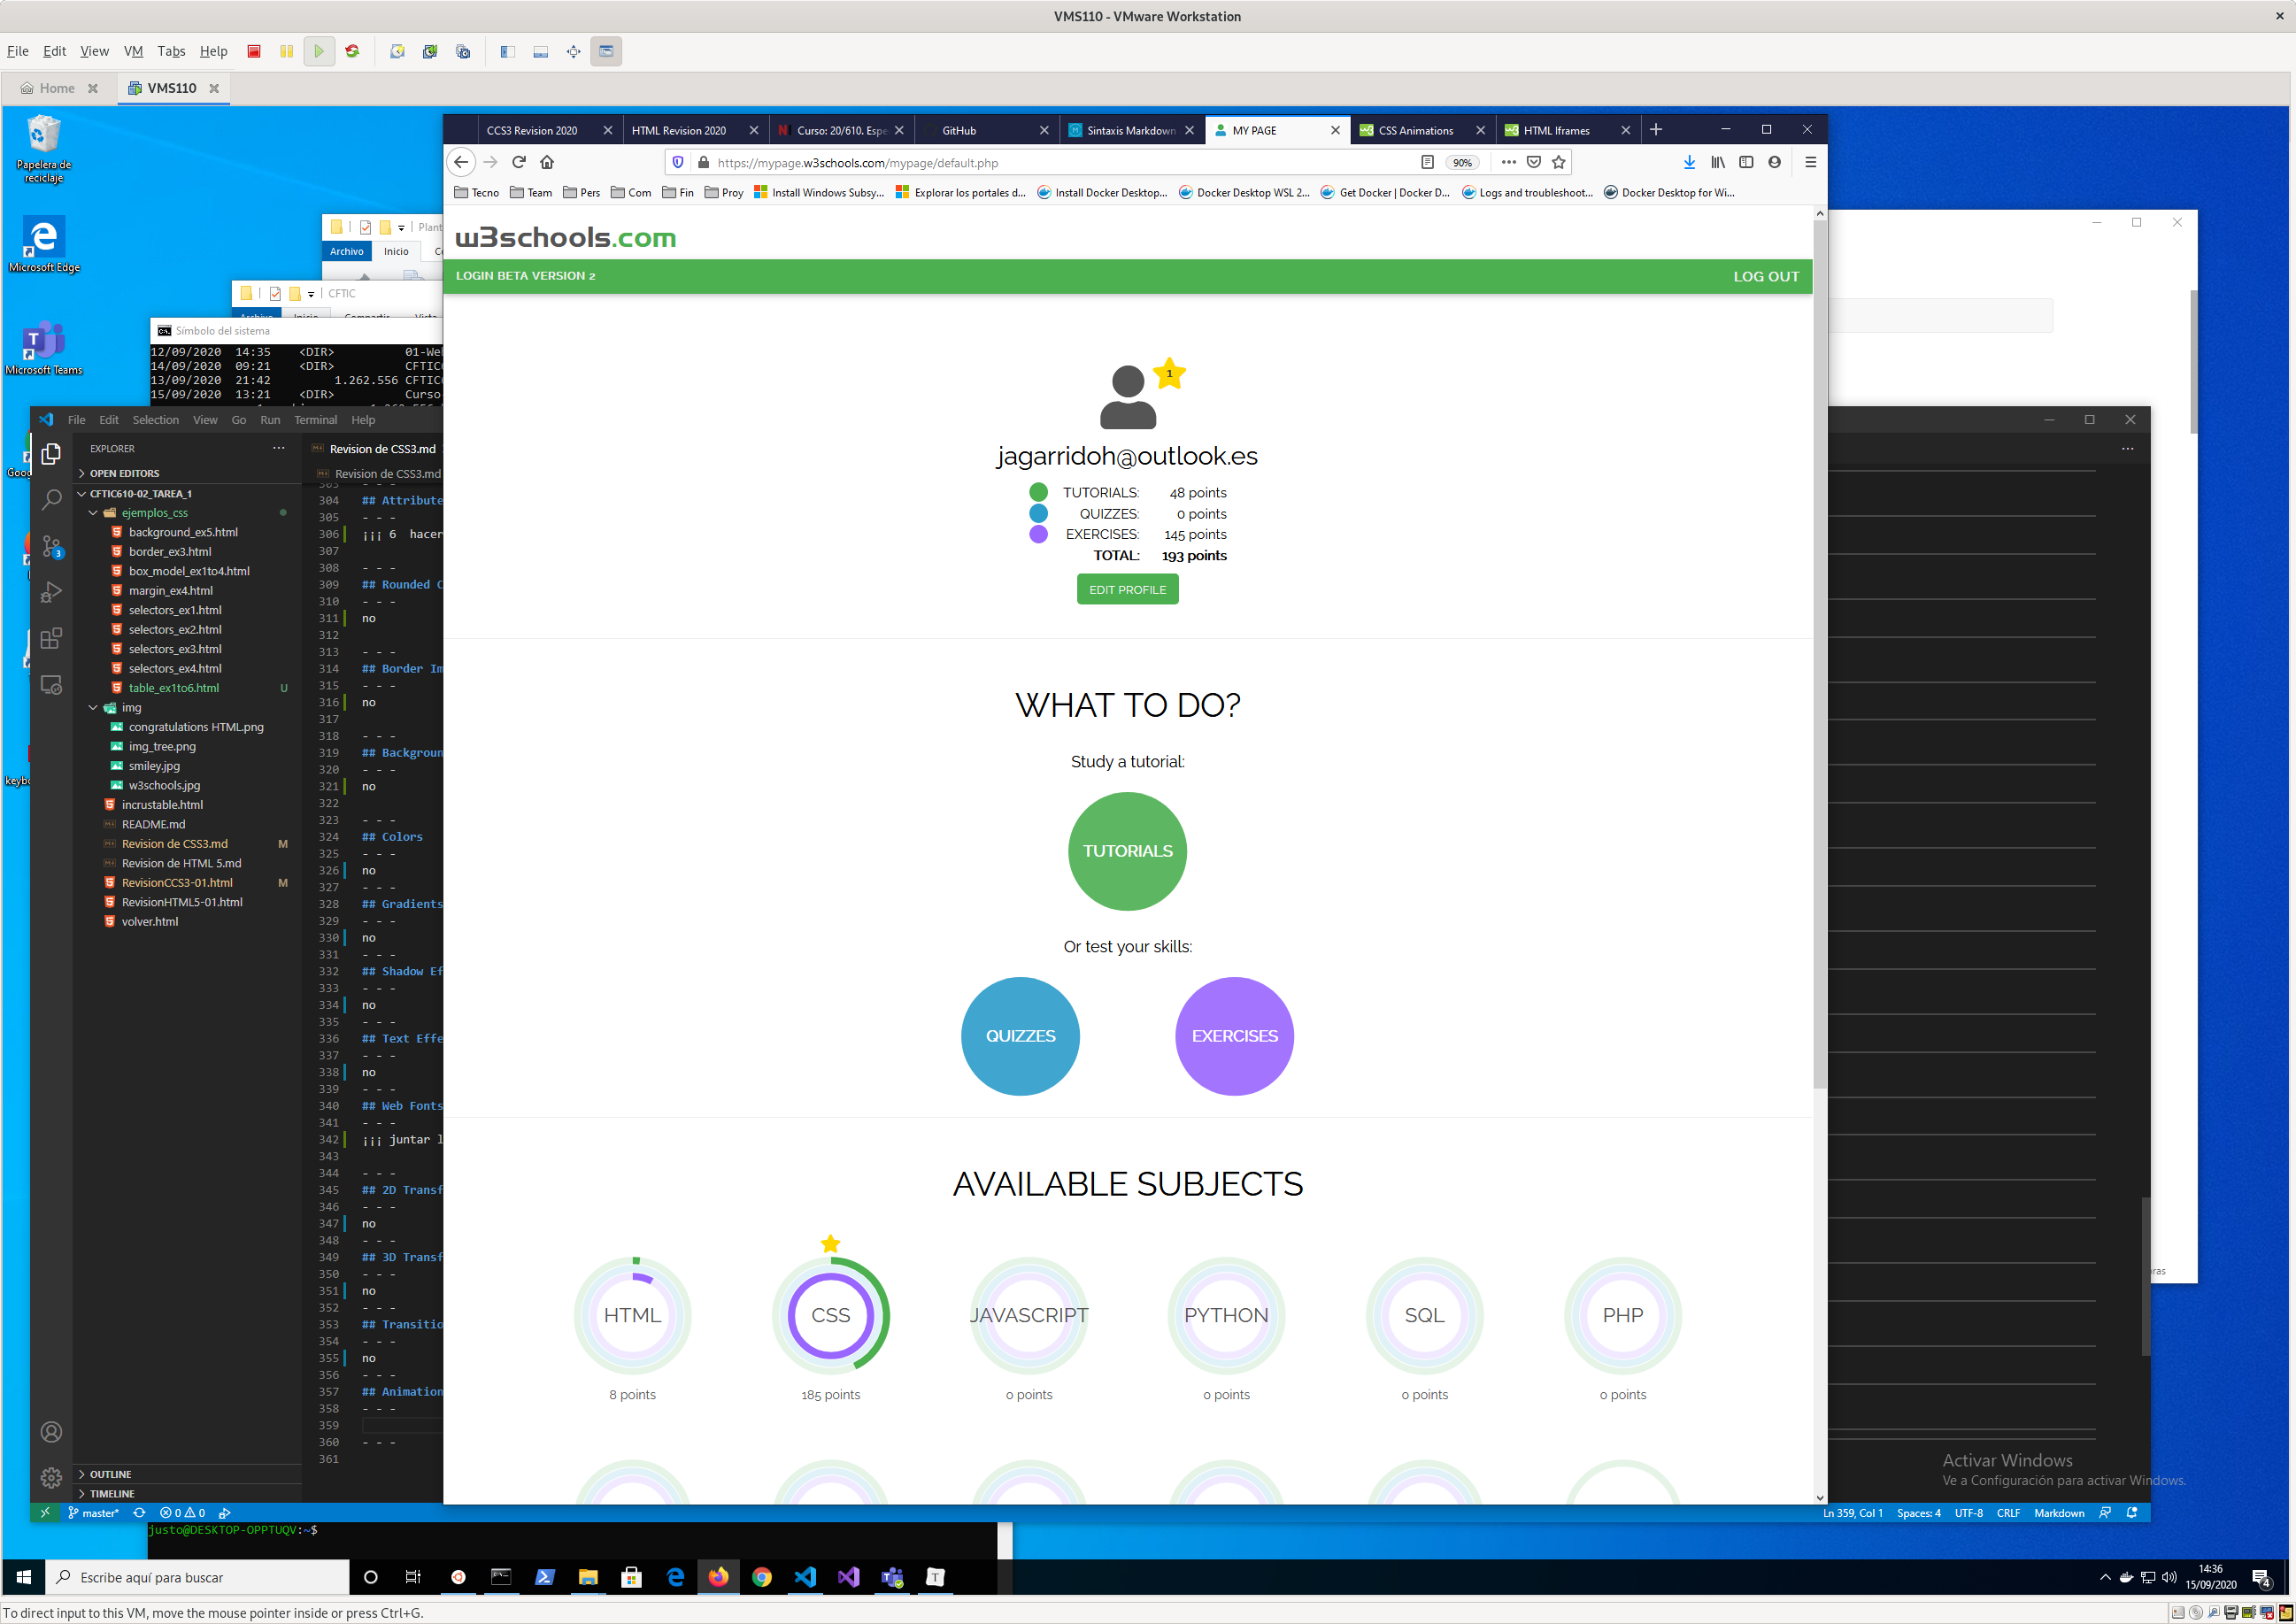 VMS110 - VMware Workstation
File Edit View VM Tabs Help
Home
VMS110
Papelera de reciclaje
Microsoft Edge
Microsoft Teams
CCS3 Revision 2020
HTML Revision 2020
Curso: 20/610. Espe
GitHub
Sintaxis Markdown
MY PAGE
CSS Animations
HTML Iframes
https://mypage.w3schools.com/mypage/default.php
90%
Tecno
Team
Pers
Com
Fin
Proy
Install Windows Subsy...
Explorar los portales d...
Install Docker Desktop...
Docker Desktop WSL 2...
Get Docker | Docker D...
Logs and troubleshoot...
Docker Desktop for Wi...
Plant
Archivo Inicio
CFTIC
Símbolo del sistema
12/09/2020 14:35 <DIR> 01-We
14/09/2020 09:21 <DIR> CFTIC
13/09/2020 21:42 1.262.556 CFTIC
15/09/2020 13:21 <DIR> Curso
w3schools.com
LOGIN BETA VERSION 2
LOG OUT
1
jagarridoh@outlook.es
TUTORIALS: 48 points
QUIZZES: 0 points
EXERCISES: 145 points
TOTAL: 193 points
EDIT PROFILE
WHAT TO DO?
Study a tutorial:
TUTORIALS
Or test your skills:
QUIZZES
EXERCISES
AVAILABLE SUBJECTS
HTML
CSS
JAVASCRIPT
PYTHON
SQL
PHP
8 points
185 points
0 points
0 points
0 points
0 points
File Edit Selection View Go Run Terminal Help
EXPLORER
OPEN EDITORS
CFTIC610-02_TAREA_1
ejemplos_css
background_ex5.html
border_ex3.html
box_model_ex1to4.html
margin_ex4.html
selectors_ex1.html
selectors_ex2.html
selectors_ex3.html
selectors_ex4.html
table_ex1to6.html U
img
congratulations HTML.png
img_tree.png
smiley.jpg
w3schools.jpg
incrustable.html
README.md
Revision de CSS3.md M
Revision de HTML 5.md
RevisionCCS3-01.html M
RevisionHTML5-01.html
volver.html
OUTLINE
TIMELINE
3
Revision de CSS3.md
Revision de CSS3.md
304 ## Attribute
305 - - -
306 ¡¡¡ 6 hacer
307
308 - - -
309 ## Rounded C
310 - - -
311 no
312
313 - - -
314 ## Border Im
315 - - -
316 no
317
318 - - -
319 ## Backgroun
320 - - -
321 no
322
323 - - -
324 ## Colors
325 - - -
326 no
327 - - -
328 ## Gradients
329 - - -
330 no
331 - - -
332 ## Shadow Ef
333 - - -
334 no
335 - - -
336 ## Text Effe
337 - - -
338 no
339 - - -
340 ## Web Fonts
341 - - -
342 ¡¡¡ juntar l
343
344 - - -
345 ## 2D Transf
346 - - -
347 no
348 - - -
349 ## 3D Transf
350 - - -
351 no
352 - - -
353 ## Transitio
354 - - -
355 no
356 - - -
357 ## Animation
358 - - -
359
360 - - -
361
Activar Windows
Ve a Configuración para activar Windows.
master* 0 0
Ln 359, Col 1 Spaces: 4 UTF-8 CRLF Markdown
justo@DESKTOP-OPPTUQV:~$
Escribe aquí para buscar
14:36
15/09/2020
4
To direct input to this VM, move the mouse pointer inside or press Ctrl+G.